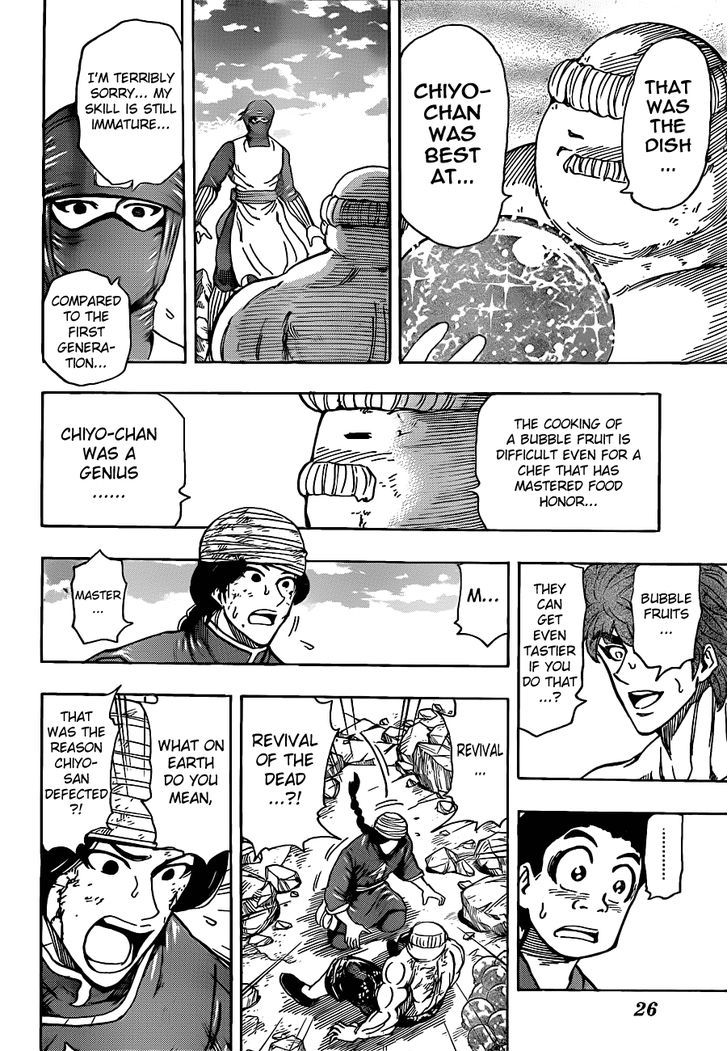 THAT
WAS
THE
DISH
...
CHIYO-
CHAN
WAS
BEST
AT...
I'M TERRIBLY
SORRY... MY
SKILL IS STILL
IMMATURE...
COMPARED
TO THE
FIRST
GENERA-
TION...
THE COOKING OF
A BUBBLE FRUIT IS
DIFFICULT EVEN FOR A
CHEF THAT HAS
MASTERED FOOD
HONOR...
CHIYO-CHAN
WAS A
GENIUS
......
BUBBLE
FRUITS
...
THEY
CAN
GET
EVEN
TASTIER
IF YOU
DO THAT
...?
M...
MASTER
...
........
REVIVAL
...
REVIVAL
OF THE
DEAD
...?!
WHAT ON
EARTH DO
YOU
MEAN,
THAT
WAS THE
REASON
CHIYO-
SAN
DEFECTED
?!
26